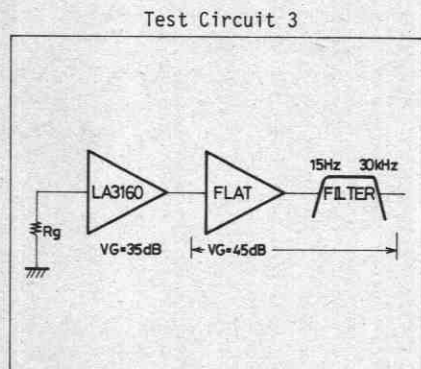 Test Circuit 3
15Hz 30kHz
LA3160 FLAT FILTER
Rg
VG=35dB VG=45dB